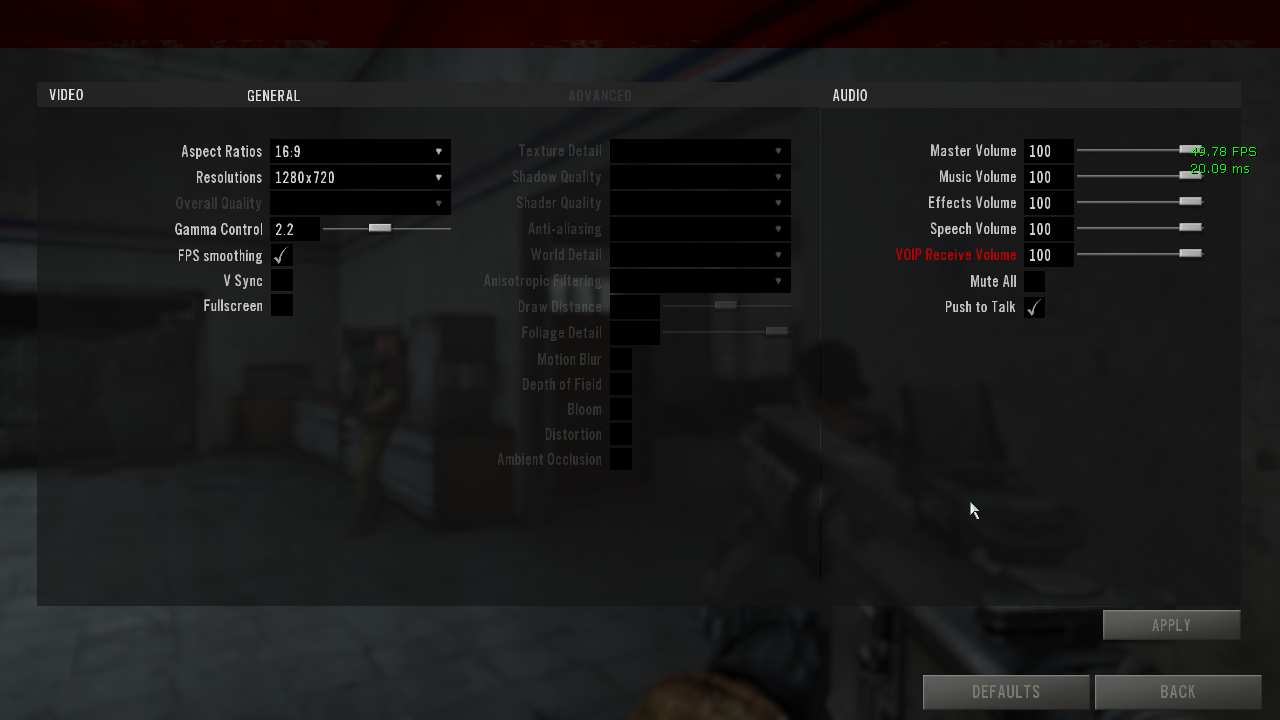 VIDEO
GENERAL
ADVANCED
AUDIO
Aspect Ratios 16:9
Resolutions 1280x720
Overall Quality
Gamma Control 2.2
FPS smoothing
V Sync
Fullscreen
Texture Detail
Shadow Quality
Shader Quality
Anti-aliasing
World Detail
Anisotropic Filtering
Draw Distance
Foliage Detail
Motion Blur
Depth of Field
Bloom
Distortion
Ambient Occlusion
Master Volume 100
Music Volume 100
Effects Volume 100
Speech Volume 100
VOIP Receive Volume 100
Mute All
Push to Talk
49.78 FPS
20.09 ms
APPLY
DEFAULTS
BACK